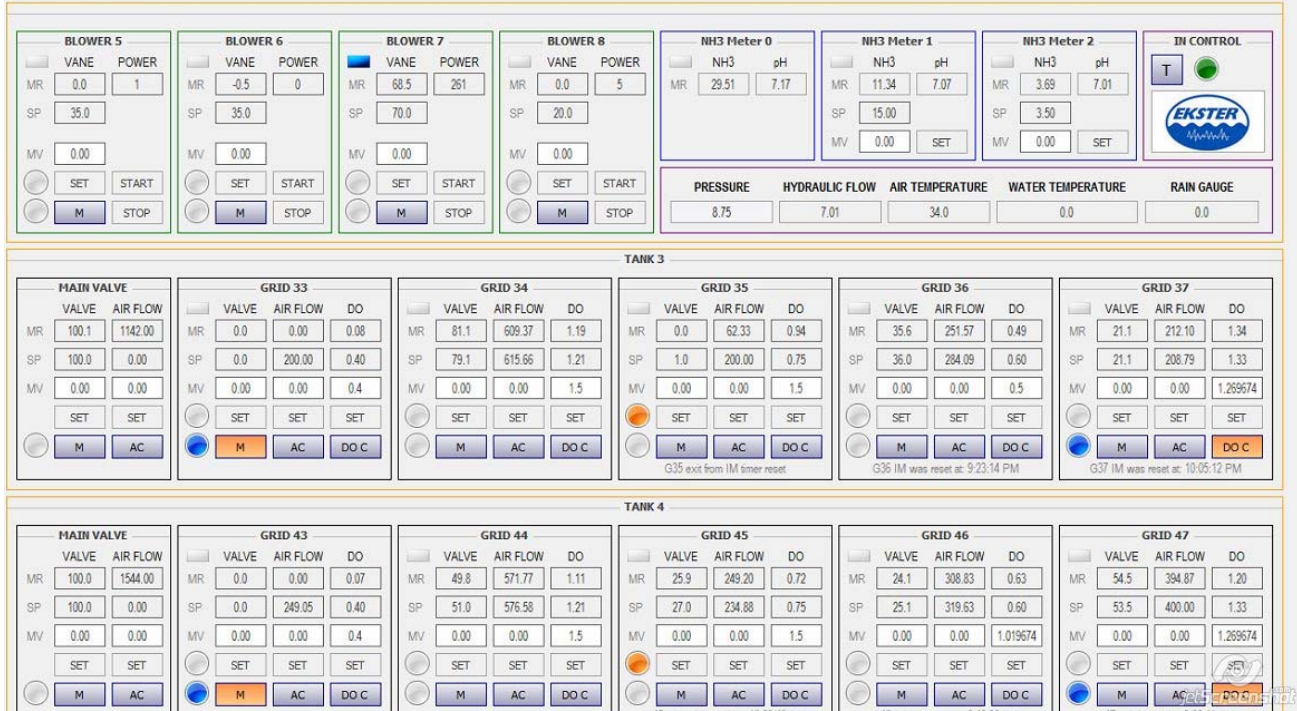 BLOWER 5 BLOWER 6 BLOWER 7 BLOWER 8 NH3 Meter 0 NH3 Meter 1 NH3 Meter 2 IN CONTROL
VANE POWER VANE POWER VANE POWER VANE POWER NH3 pH NH3 pH NH3 pH T
MR 0.0 1 MR -0.5 0 MR 68.5 261 MR 0.0 5 MR 29.51 7.17 MR 11.34 7.07 MR 3.69 7.01
SP 35.0 SP 35.0 SP 70.0 SP 20.0 SP 15.00 SP 3.50 EKSTER
MV 0.00 MV 0.00 MV 0.00 MV 0.00 MV 0.00 SET MV 0.00 SET
SET START SET START SET START SET START PRESSURE HYDRAULIC FLOW AIR TEMPERATURE WATER TEMPERATURE RAIN GAUGE
M STOP M STOP M STOP M STOP 8.75 7.01 34.0 0.0 0.0
TANK 3
MAIN VALVE GRID 33 GRID 34 GRID 35 GRID 36 GRID 37
VALVE AIR FLOW VALVE AIR FLOW DO VALVE AIR FLOW DO VALVE AIR FLOW DO VALVE AIR FLOW DO VALVE AIR FLOW DO
MR 100.1 1142.00 MR 0.0 0.00 0.08 MR 81.1 609.37 1.19 MR 0.0 62.33 0.94 MR 35.6 251.57 0.49 MR 21.1 212.10 1.34
SP 100.0 0.00 SP 0.0 200.00 0.40 SP 79.1 615.66 1.21 SP 1.0 200.00 0.75 SP 36.0 284.09 0.60 SP 21.1 208.79 1.33
MV 0.00 0.00 MV 0.00 0.00 0.4 MV 0.00 0.00 1.5 MV 0.00 0.00 1.5 MV 0.00 0.00 0.5 MV 0.00 0.00 1.269674
SET SET SET SET SET SET SET SET SET SET SET SET SET SET SET SET SET
M AC M AC DO C M AC DO C M AC DO C M AC DO C M AC DO C
G35 exit from IM timer reset G36 IM was reset at: 9:23:14 PM G37 IM was reset at: 10:05:12 PM
TANK 4
MAIN VALVE GRID 43 GRID 44 GRID 45 GRID 46 GRID 47
VALVE AIR FLOW VALVE AIR FLOW DO VALVE AIR FLOW DO VALVE AIR FLOW DO VALVE AIR FLOW DO VALVE AIR FLOW DO
MR 100.0 1544.00 MR 0.0 0.00 0.07 MR 49.8 571.77 1.11 MR 25.9 249.20 0.72 MR 24.1 308.83 0.63 MR 54.5 394.87 1.20
SP 100.0 0.00 SP 0.0 249.05 0.40 SP 51.0 576.58 1.21 SP 27.0 234.88 0.75 SP 25.1 319.63 0.60 SP 53.5 400.00 1.33
MV 0.00 0.00 MV 0.00 0.00 0.4 MV 0.00 0.00 1.5 MV 0.00 0.00 1.5 MV 0.00 0.00 1.019674 MV 0.00 0.00 1.269674
SET SET SET SET SET SET SET SET SET SET SET SET SET SET SET SET SET
M AC M AC DO C M AC DO C M AC DO C M AC DO C M AC DO C
jetScreenshot